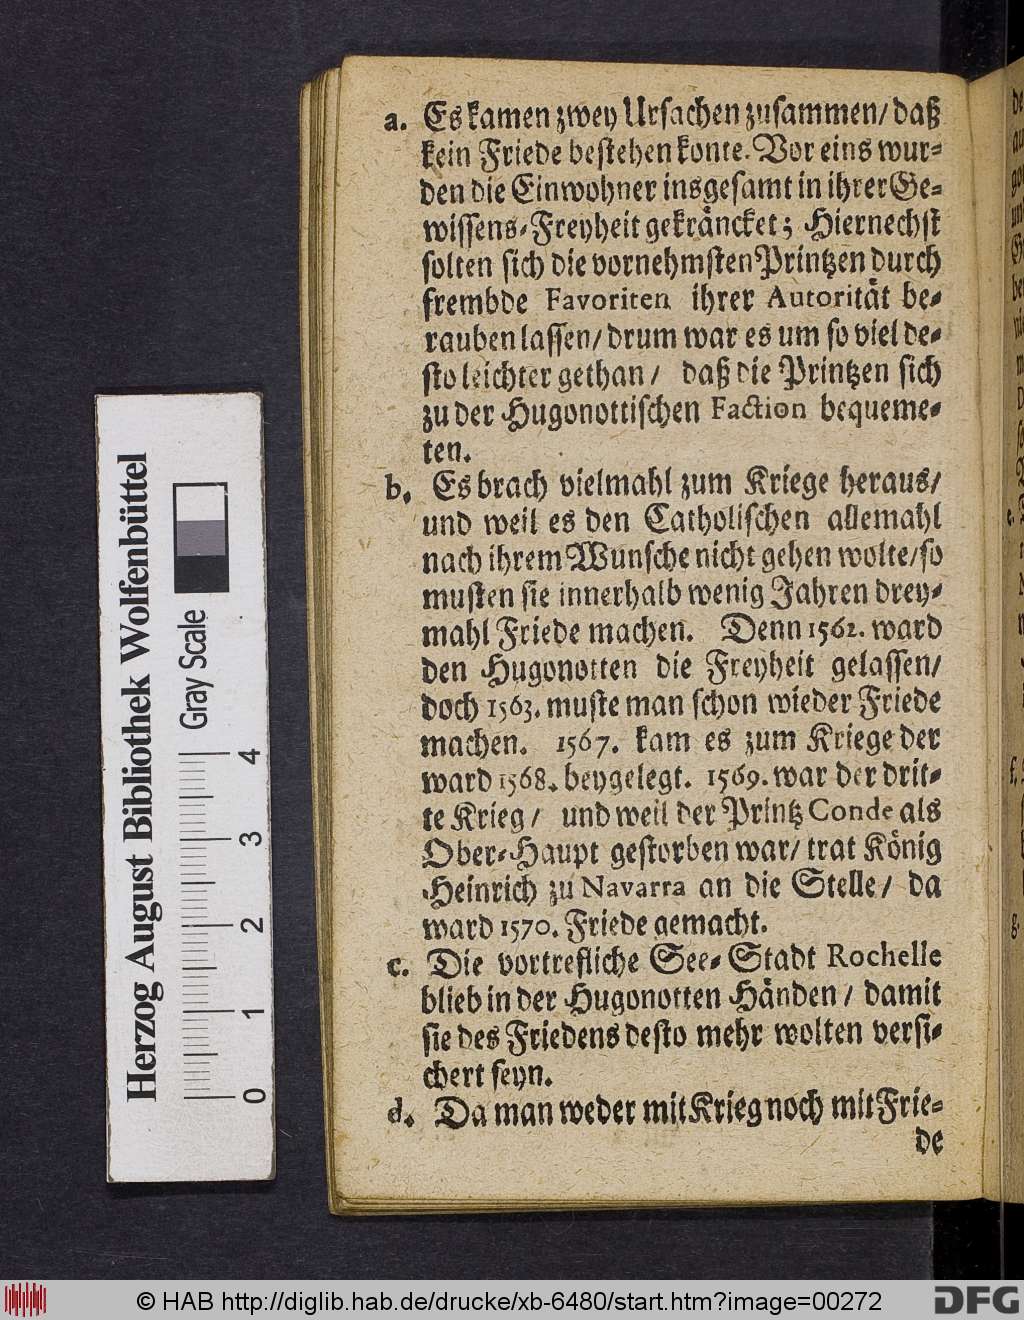 a. Es kamen zwey Ursachen zusammen/ daß
kein Friede bestehen konte. Vor eins wur-
den die Einwohner insgesamt in ihrer Ge-
wissens-Freyheit gekräncket; Hiernechst
solten sich die vornehmsten Printzen durch
frembde Favoriten ihrer Autorität be-
rauben lassen/ drum war es um so viel de-
sto leichter gethan/ daß die Printzen sich
zu der Hugonottischen Faction bequeme-
ten.
b. Es brach vielmahl zum Kriege heraus/
und weil es den Catholischen allemahl
nach ihrem Wunsche nicht gehen wolte/ so
musten sie innerhalb wenig Jahren drey-
mahl Friede machen. Denn 1562. ward
den Hugonotten die Freyheit gelassen/
doch 1563. muste man schon wieder Friede
machen. 1567. kam es zum Kriege der
ward 1568. beygelegt. 1569. war der drit-
te Krieg/ und weil der Printz Conde als
Ober-Haupt gestorben war/ trat König
Heinrich zu Navarra an die Stelle/ da
ward 1570. Friede gemacht.
c. Die vortrefliche See-Stadt Rochelle
blieb in der Hugonotten Händen/ damit
sie des Friedens desto mehr wolten versi-
chert seyn.
d. Da man weder mit Krieg noch mit Frie-
de
Herzog August Bibliothek Wolfenbüttel
Gray Scale
0 1 2 3 4
© HAB http://diglib.hab.de/drucke/xb-6480/start.htm?image=00272
DFG